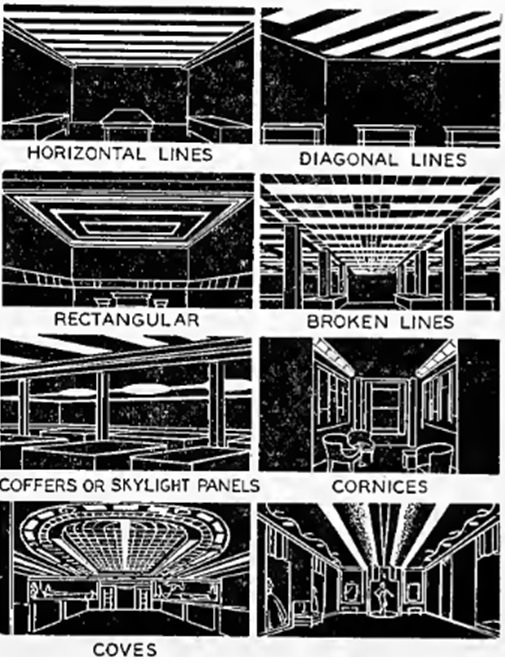 HORIZONTAL LINES
DIAGONAL LINES
RECTANGULAR
BROKEN LINES
COFFERS OR SKYLIGHT PANELS
CORNICES
COVES